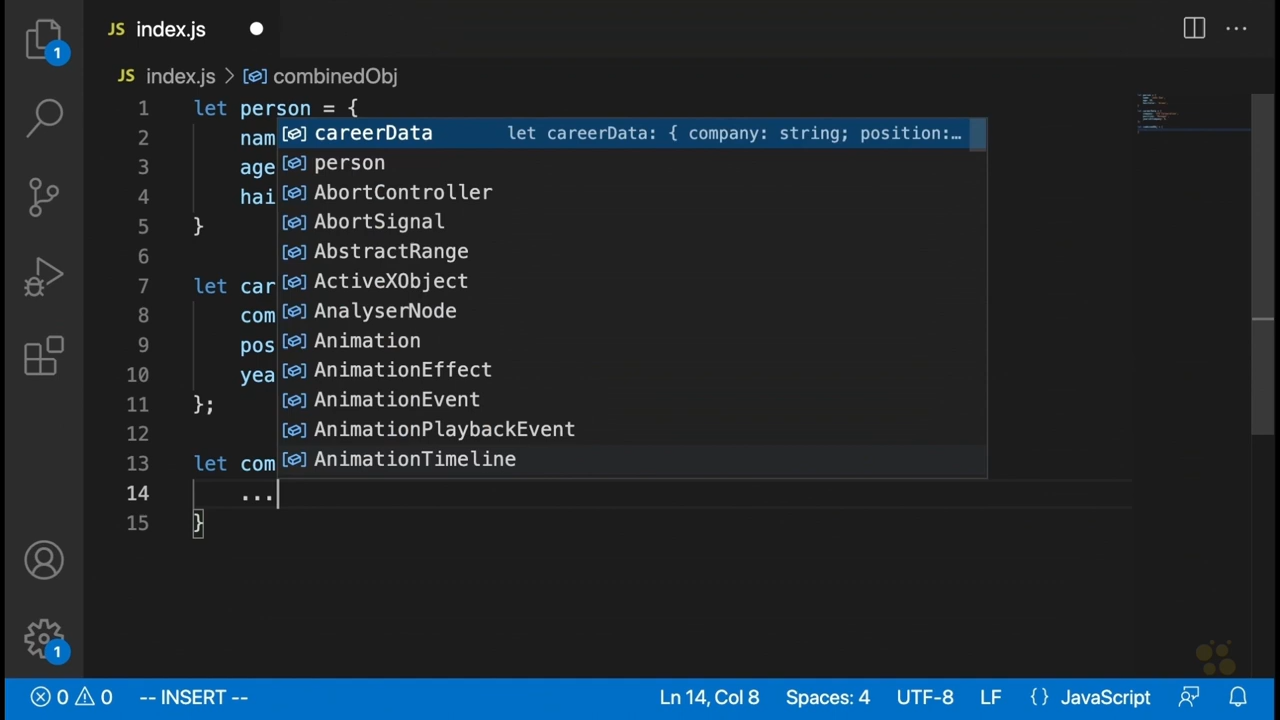 JS index.js
JS index.js > combinedObj
1 let person = {
careerData let careerData: { company: string; position:…
2 nam
person
3 age
AbortController
4 hai
AbortSignal
5 }
AbstractRange
6
ActiveXObject
7 let car
AnalyserNode
8 com
Animation
9 pos
AnimationEffect
10 yea
AnimationEvent
11 };
AnimationPlaybackEvent
12
AnimationTimeline
13 let com
14 ...
15 }
1
1
0 0 -- INSERT -- Ln 14, Col 8 Spaces: 4 UTF-8 LF {} JavaScript